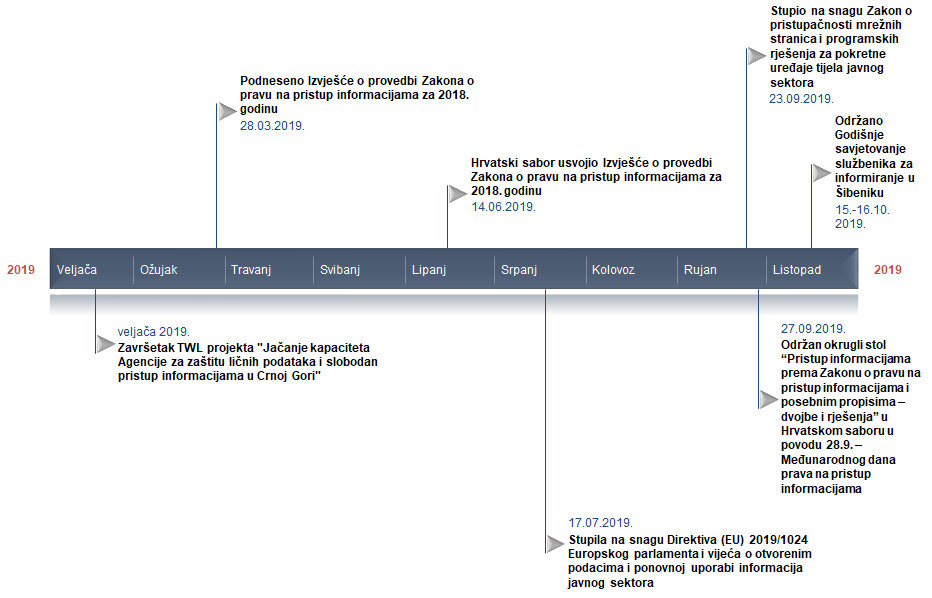 Stupio na snagu Zakon o
pristupačnosti mrežnih
stranica i programskih
rješenja za pokretne
uređaje tijela javnog
sektora
23.09.2019.
Podneseno Izvješće o provedbi Zakona o
pravu na pristup informacijama za 2018.
godinu
28.03.2019.
Održano
Godišnje
savjetovanje
službenika za
informiranje u
Šibeniku
15.-16.10.
2019.
Hrvatski sabor usvojio Izvješće o provedbi
Zakona o pravu na pristup informacijama za
2018. godinu
14.06.2019.
2019 Veljača Ožujak Travanj Svibanj Lipanj Srpanj Kolovoz Rujan Listopad 2019
veljača 2019.
Završetak TWL projekta "Jačanje kapaciteta
Agencije za zaštitu ličnih podataka i slobodan
pristup informacijama u Crnoj Gori"
27.09.2019.
Održan okrugli stol
“Pristup informacijama
prema Zakonu o pravu na
pristup informacijama i
posebnim propisima –
dvojbe i rješenja” u
Hrvatskom saboru u
povodu 28.9. –
Međunarodnog dana
prava na pristup
informacijama
17.07.2019.
Stupila na snagu Direktiva (EU) 2019/1024
Europskog parlamenta i vijeća o otvorenim
podacima i ponovnoj uporabi informacija
javnog sektora